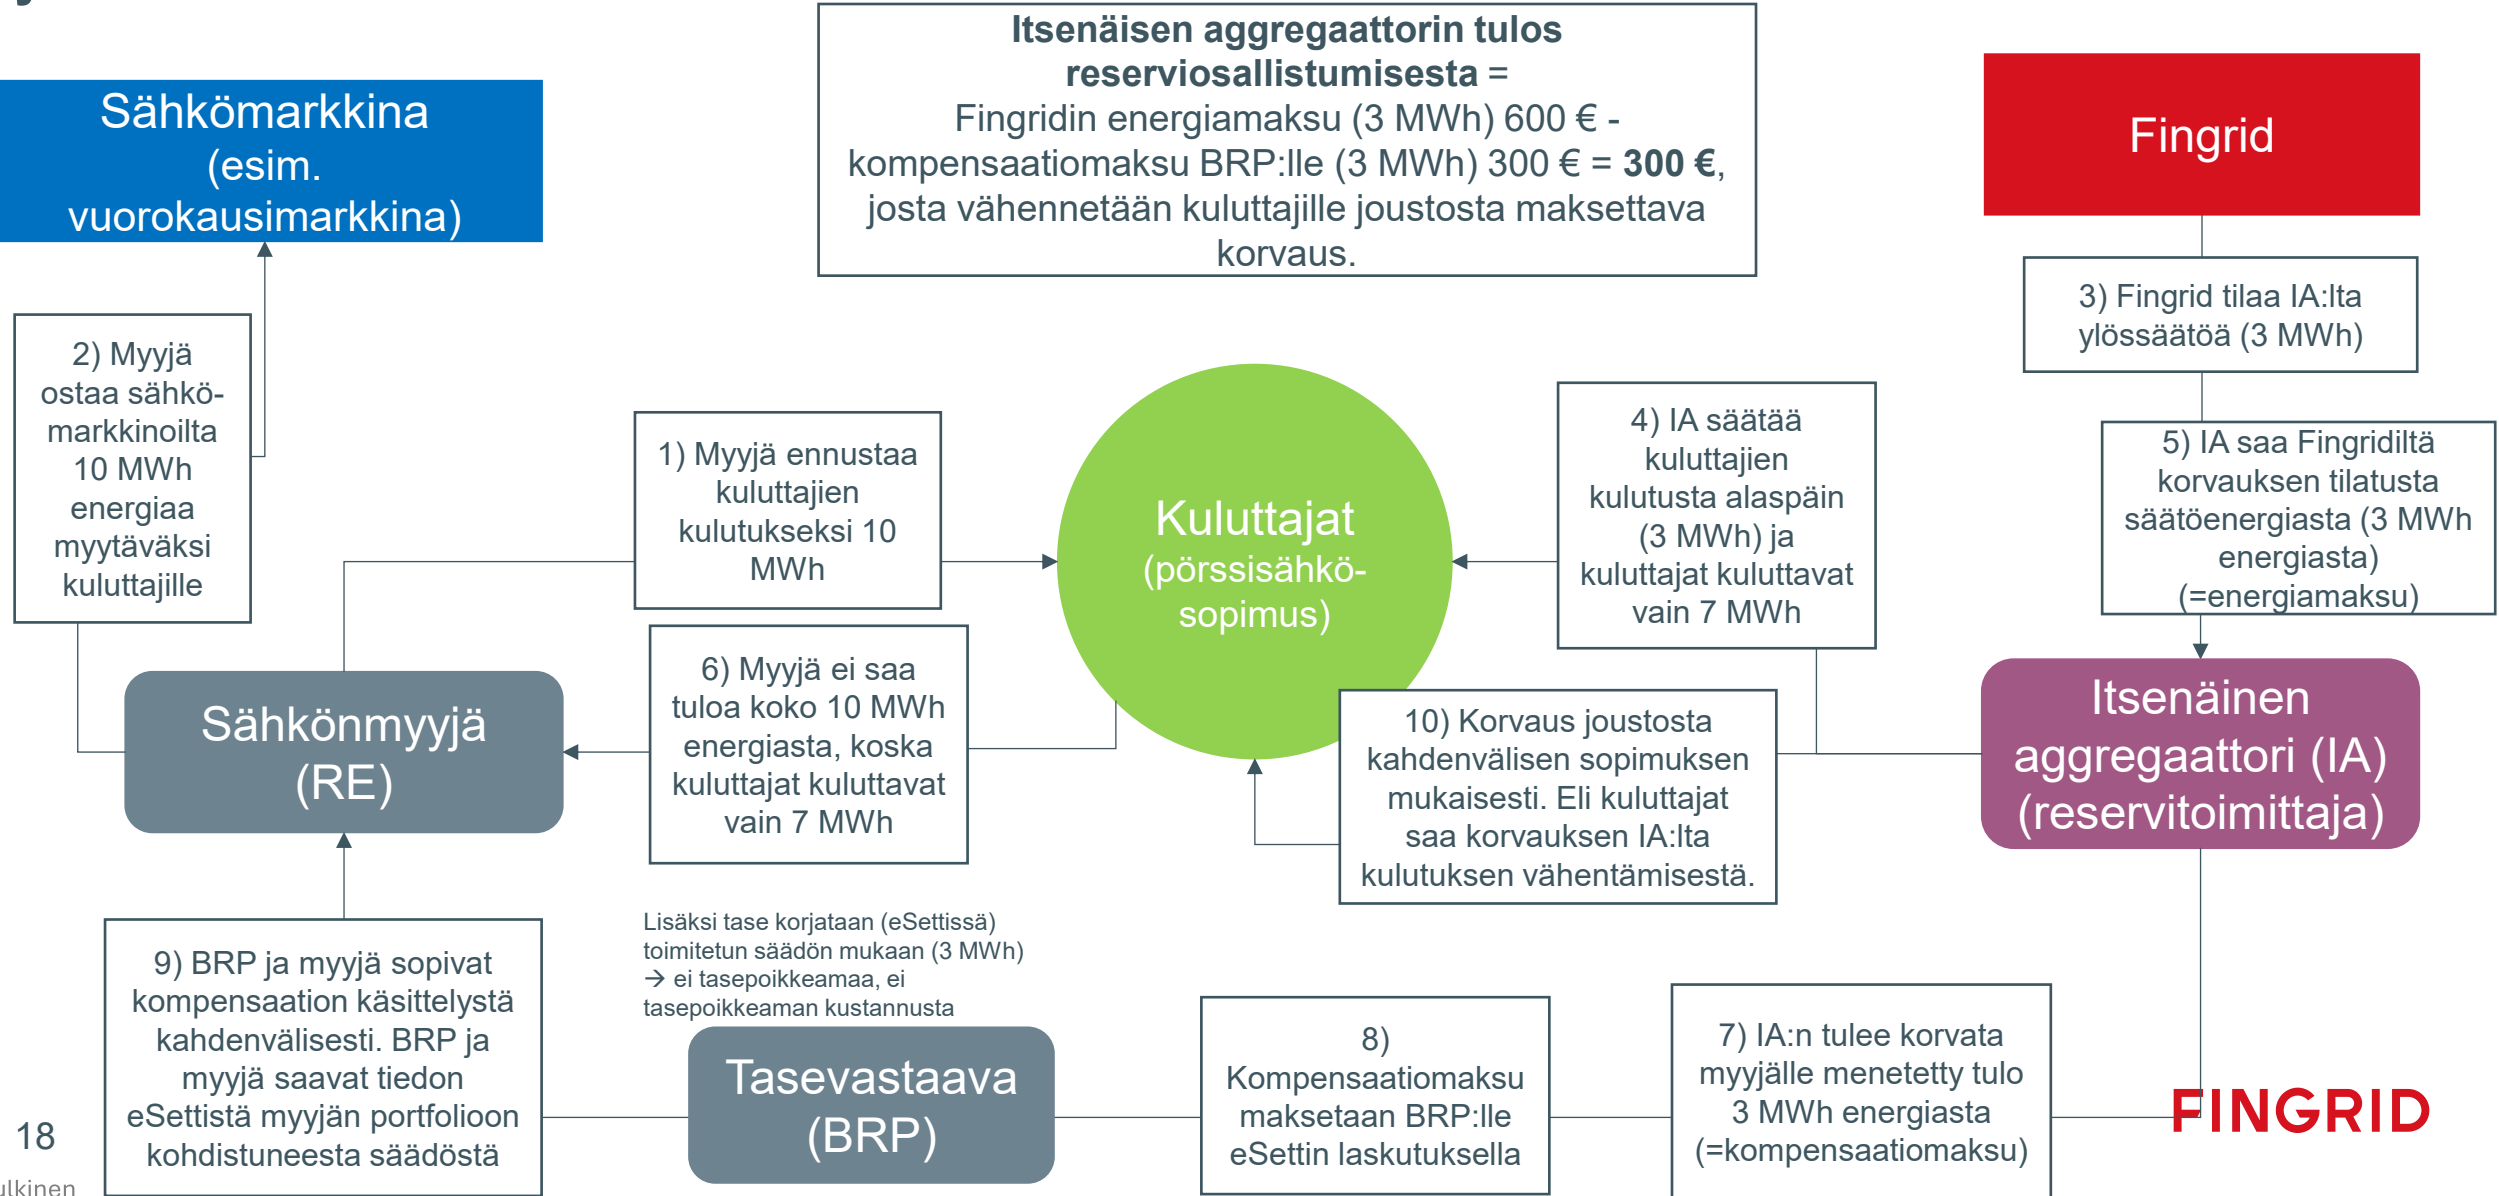 Itsenäisen aggregaattorin tulos
reserviosallistumisesta =
Fingridin energiamaksu (3 MWh) 600 € -
kompensaatiomaksu BRP:lle (3 MWh) 300 € = 300 €,
josta vähennetään kuluttajille joustosta maksettava
korvaus.
Sähkömarkkina
(esim.
vuorokausimarkkina)
Fingrid
3) Fingrid tilaa IA:lta
ylössäätöä (3 MWh)
2) Myyjä
ostaa sähkö-
markkinoilta
10 MWh
energiaa
myytäväksi
kuluttajille
1) Myyjä ennustaa
kuluttajien
kulutukseksi 10
MWh
Kuluttajat
(pörssisähkö-
sopimus)
4) IA säätää
kuluttajien
kulutusta alaspäin
(3 MWh) ja
kuluttajat kuluttavat
vain 7 MWh
5) IA saa Fingridiltä
korvauksen tilatusta
säätöenergiasta (3 MWh
energiasta)
(=energiamaksu)
6) Myyjä ei saa
tuloa koko 10 MWh
energiasta, koska
kuluttajat kuluttavat
vain 7 MWh
Sähkönmyyjä
(RE)
10) Korvaus joustosta
kahdenvälisen sopimuksen
mukaisesti. Eli kuluttajat
saa korvauksen IA:lta
kulutuksen vähentämisestä.
Itsenäinen
aggregaattori (IA)
(reservitoimittaja)
Lisäksi tase korjataan (eSettissä)
toimitetun säädön mukaan (3 MWh)
→ ei tasepoikkeamaa, ei
tasepoikkeaman kustannusta
9) BRP ja myyjä sopivat
kompensaation käsittelystä
kahdenvälisesti. BRP ja
myyjä saavat tiedon
eSettistä myyjän portfolioon
kohdistuneesta säädöstä
Tasevastaava
(BRP)
8)
Kompensaatiomaksu
maksetaan BRP:lle
eSettin laskutuksella
7) IA:n tulee korvata
myyjälle menetetty tulo
3 MWh energiasta
(=kompensaatiomaksu)
FINGRID
18